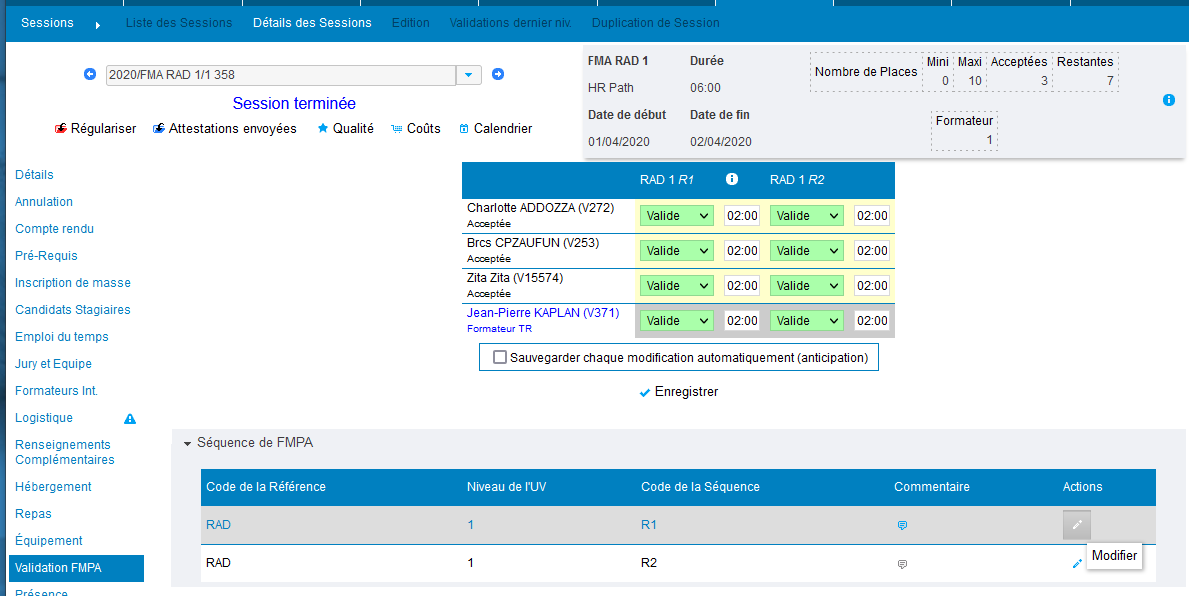 Sessions Liste des Sessions Détails des Sessions Edition Validations dernier niv. Duplication de Session
2020/FMA RAD 1/1 358
Session terminée
Régulariser Attestations envoyées Qualité Coûts Calendrier
FMA RAD 1 Durée
HR Path 06:00
Date de début Date de fin
01/04/2020 02/04/2020
Nombre de Places Mini Maxi Acceptées Restantes
0 10 3 7
Formateur
1
Détails
Annulation
Compte rendu
Pré-Requis
Inscription de masse
Candidats Stagiaires
Emploi du temps
Jury et Equipe
Formateurs Int.
Logistique
Renseignements
Complémentaires
Hébergement
Repas
Équipement
Validation FMPA
Présence
RAD 1 R1 RAD 1 R2
Charlotte ADDOZZA (V272)
Acceptée
Valide 02:00 Valide 02:00
Brcs CPZAUFUN (V253)
Acceptée
Valide 02:00 Valide 02:00
Zita Zita (V15574)
Acceptée
Valide 02:00 Valide 02:00
Jean-Pierre KAPLAN (V371)
Formateur TR
Valide 02:00 Valide 02:00
Sauvegarder chaque modification automatiquement (anticipation)
Enregistrer
Séquence de FMPA
Code de la Référence Niveau de l'UV Code de la Séquence Commentaire Actions
RAD 1 R1
RAD 1 R2
Modifier